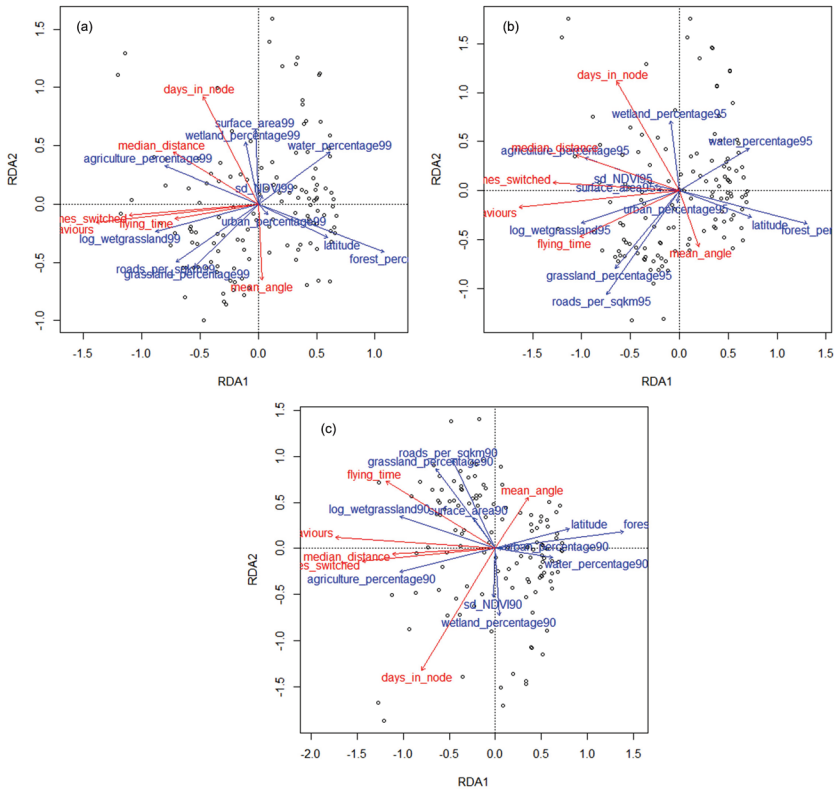 (a)
days_in_node
surface_area99
wetland_percentage99
water_percentage99
median_distance
agriculture_percentage99
sd_NDVI99
nes_switched
urban_percentage99
flying_time
aviours
log_wetgrassland99
latitude
forest_perc
roads_per_sqkm99
grassland_percentage99
mean_angle
RDA2
1.5
1.0
0.5
0.0
-0.5
-1.0
-1.5 -1.0 -0.5 0.0 0.5 1.0
RDA1
(b)
days_in_node
wetland_percentage95
water_percentage95
median_distance
agriculture_percentage95
nes_switched
sd_NDVI95
surface_area95
aviours
urban_percentage95
log_wetgrassland95
latitude
forest_per
flying_time
mean_angle
grassland_percentage95
roads_per_sqkm95
RDA2
1.5
1.0
0.5
0.0
-0.5
-1.0
-1.5 -1.0 -0.5 0.0 0.5 1.0 1.5
RDA1
(c)
roads_per_sqkm90
grassland_percentage90
flying_time
mean_angle
log_wetgrassland90
surface_area90
latitude
fores
aviours
urban_percentage90
median_distance
nes_switched
water_percentage90
agriculture_percentage90
sd_NDVI90
wetland_percentage90
days_in_node
RDA2
1.5
1.0
0.5
0.0
-0.5
-1.0
-1.5
-2.0 -1.5 -1.0 -0.5 0.0 0.5 1.0 1.5
RDA1